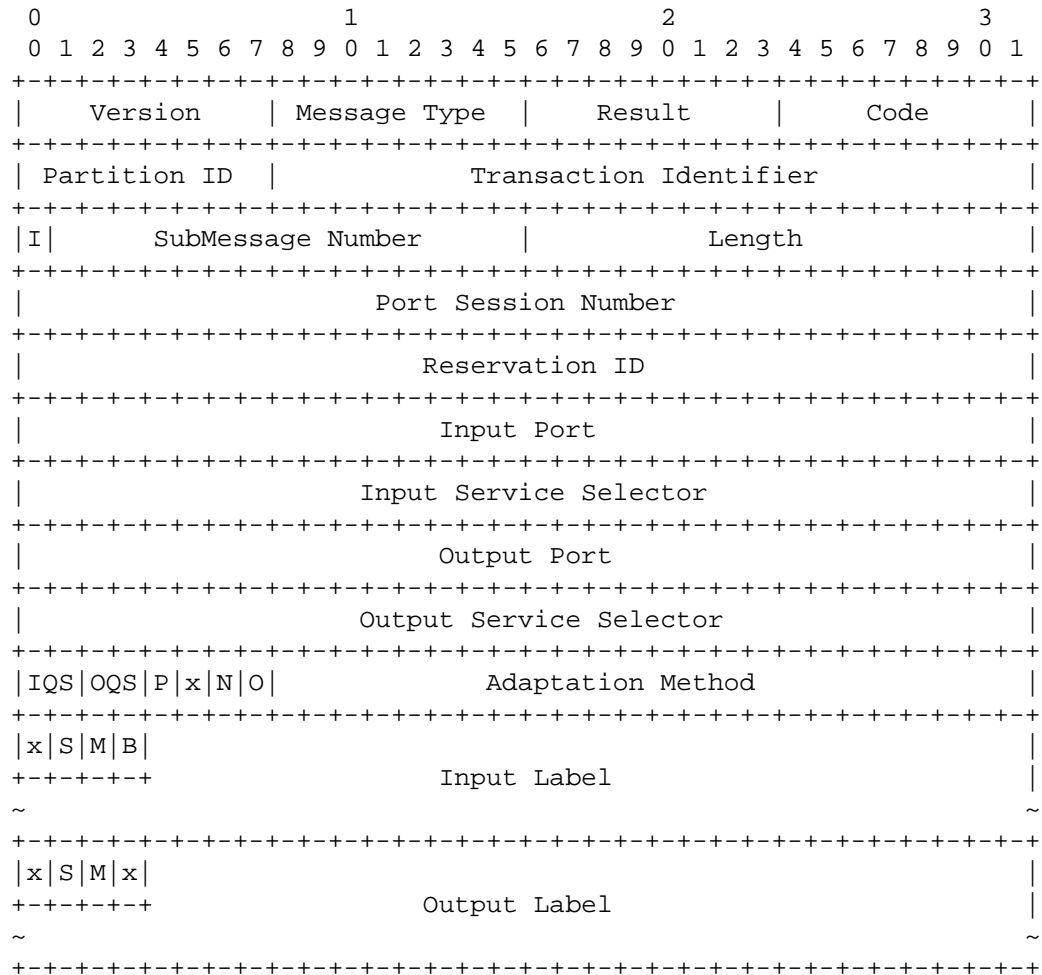 0                   1                   2                   3
 0 1 2 3 4 5 6 7 8 9 0 1 2 3 4 5 6 7 8 9 0 1 2 3 4 5 6 7 8 9 0 1
+-+-+-+-+-+-+-+-+-+-+-+-+-+-+-+-+-+-+-+-+-+-+-+-+-+-+-+-+-+-+-+-+
|    Version    | Message Type  |    Result     |     Code      |
+-+-+-+-+-+-+-+-+-+-+-+-+-+-+-+-+-+-+-+-+-+-+-+-+-+-+-+-+-+-+-+-+
| Partition ID  |            Transaction Identifier             |
+-+-+-+-+-+-+-+-+-+-+-+-+-+-+-+-+-+-+-+-+-+-+-+-+-+-+-+-+-+-+-+-+
|I|      SubMessage Number      |           Length              |
+-+-+-+-+-+-+-+-+-+-+-+-+-+-+-+-+-+-+-+-+-+-+-+-+-+-+-+-+-+-+-+-+
|                      Port Session Number                      |
+-+-+-+-+-+-+-+-+-+-+-+-+-+-+-+-+-+-+-+-+-+-+-+-+-+-+-+-+-+-+-+-+
|                         Reservation ID                        |
+-+-+-+-+-+-+-+-+-+-+-+-+-+-+-+-+-+-+-+-+-+-+-+-+-+-+-+-+-+-+-+-+
|                          Input Port                           |
+-+-+-+-+-+-+-+-+-+-+-+-+-+-+-+-+-+-+-+-+-+-+-+-+-+-+-+-+-+-+-+-+
|                     Input Service Selector                    |
+-+-+-+-+-+-+-+-+-+-+-+-+-+-+-+-+-+-+-+-+-+-+-+-+-+-+-+-+-+-+-+-+
|                          Output Port                          |
+-+-+-+-+-+-+-+-+-+-+-+-+-+-+-+-+-+-+-+-+-+-+-+-+-+-+-+-+-+-+-+-+
|                     Output Service Selector                   |
+-+-+-+-+-+-+-+-+-+-+-+-+-+-+-+-+-+-+-+-+-+-+-+-+-+-+-+-+-+-+-+-+
|IQS|OQS|P|x|N|O|             Adaptation Method                 |
+-+-+-+-+-+-+-+-+-+-+-+-+-+-+-+-+-+-+-+-+-+-+-+-+-+-+-+-+-+-+-+-+
|x|S|M|B|                                                       |
+-+-+-+-+                  Input Label                          |
~                                                               ~
+-+-+-+-+-+-+-+-+-+-+-+-+-+-+-+-+-+-+-+-+-+-+-+-+-+-+-+-+-+-+-+-+
|x|S|M|x|                                                       |
+-+-+-+-+                 Output Label                          |
~                                                               ~
+-+-+-+-+-+-+-+-+-+-+-+-+-+-+-+-+-+-+-+-+-+-+-+-+-+-+-+-+-+-+-+-+